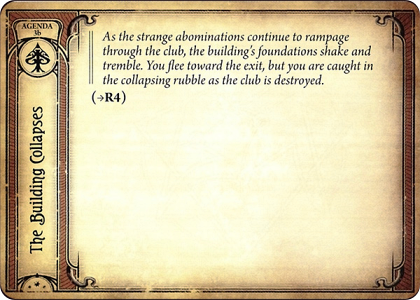 AGENDA
3b
The Building Collapses
As the strange abominations continue to rampage
through the club, the building's foundations shake and
tremble. You flee toward the exit, but you are caught in
the collapsing rubble as the club is destroyed.
(→R4)